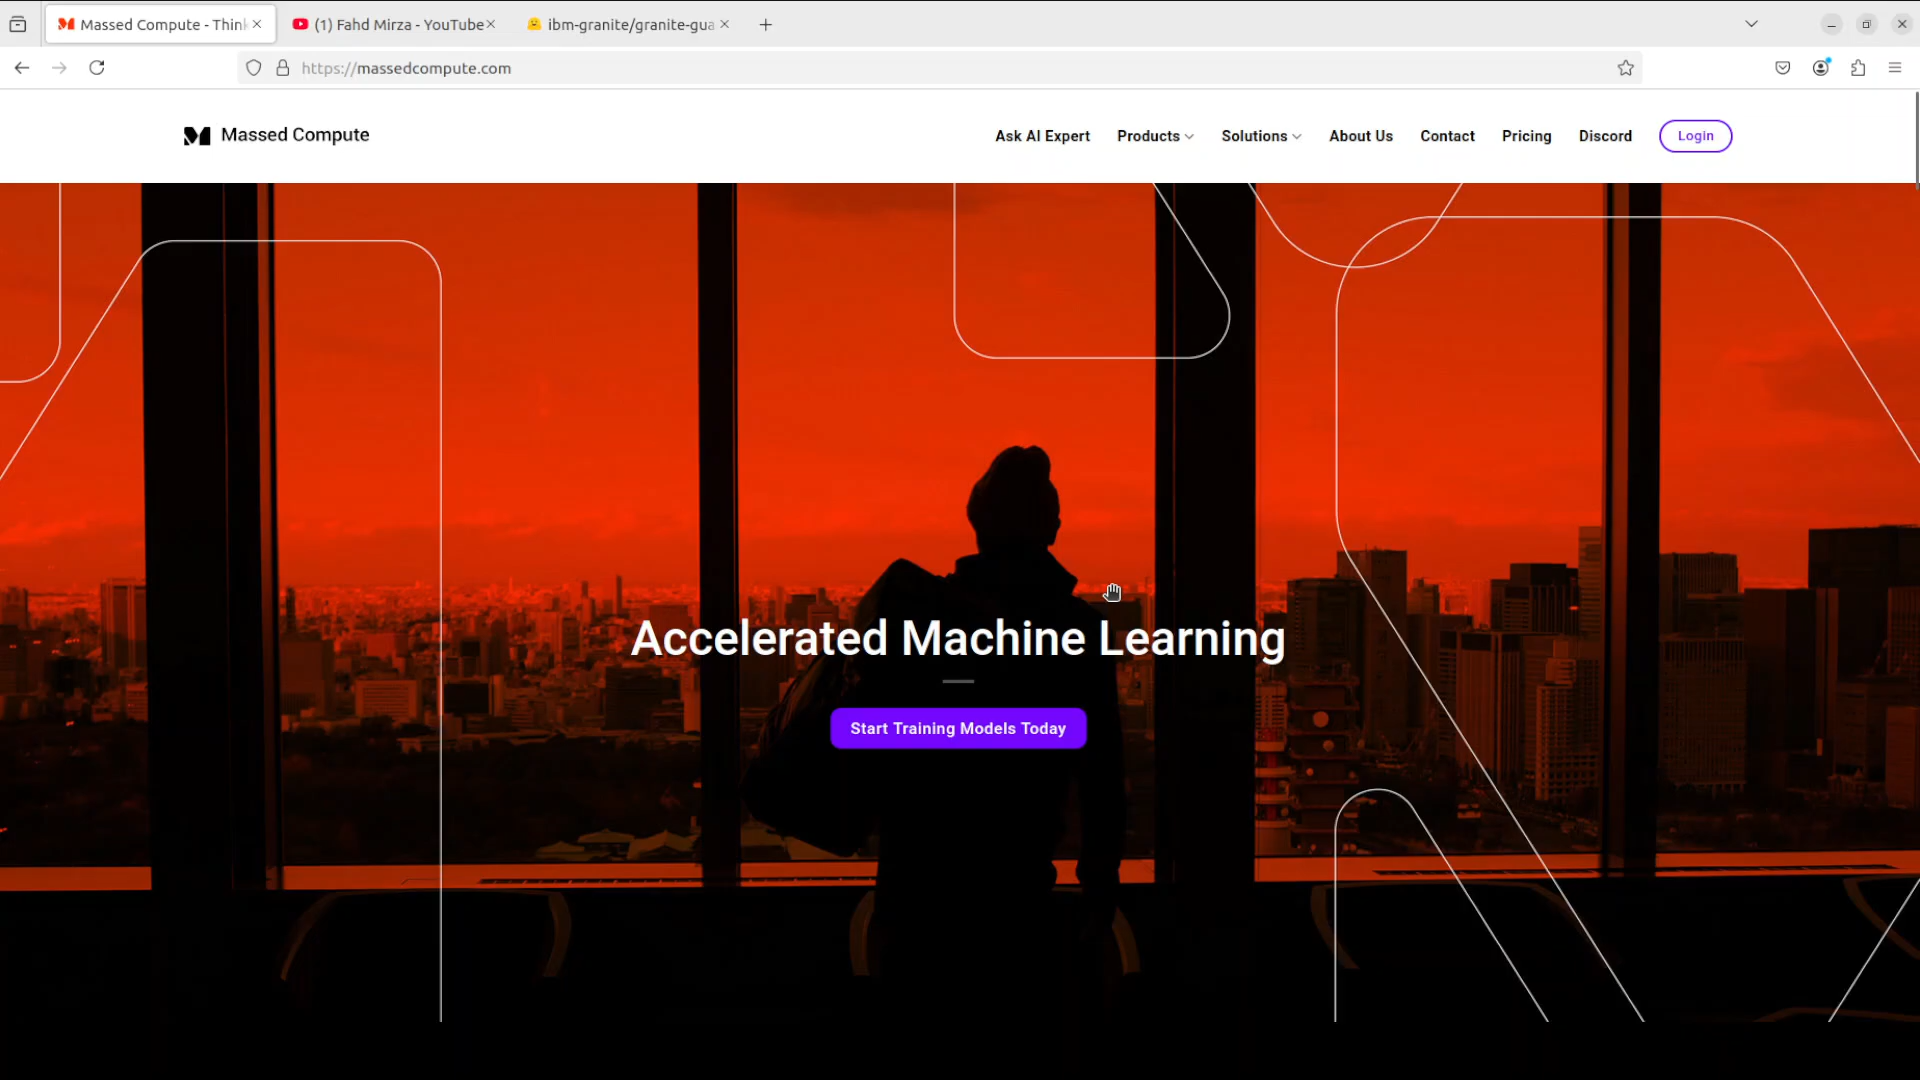 Massed Compute - Thin
(1) Fahd Mirza - YouTube
ibm-granite/granite-gua
https://massedcompute.com
Massed Compute
Ask AI Expert
Products
Solutions
About Us
Contact
Pricing
Discord
Login
Accelerated Machine Learning
Start Training Models Today